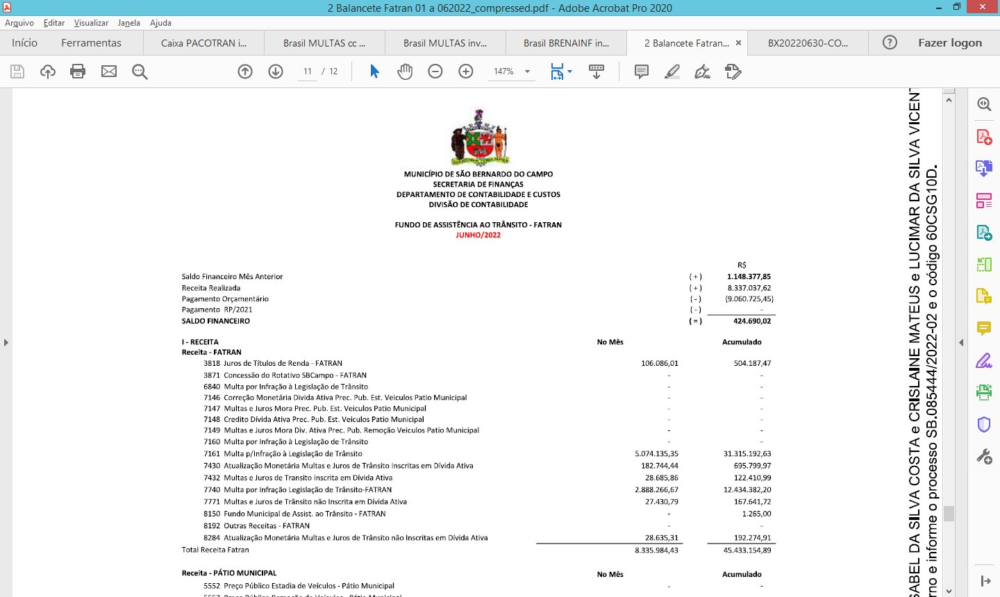 2 Balancete Fatran 01 a 062022_compressed.pdf - Adobe Acrobat Pro 2020
Arquivo Editar Visualizar Janela Ajuda
Início Ferramentas Caixa PACOTRAN i... Brasil MULTAS cc ... Brasil MULTAS inv... Brasil BRENAINF in... 2 Balancete Fatran... × BX20220630-CO... Fazer logon
11 / 12 147%
MUNICÍPIO DE SÃO BERNARDO DO CAMPO
SECRETARIA DE FINANÇAS
DEPARTAMENTO DE CONTABILIDADE E CUSTOS
DIVISÃO DE CONTABILIDADE
FUNDO DE ASSISTÊNCIA AO TRÂNSITO - FATRAN
JUNHO/2022
R$
Saldo Financeiro Mês Anterior ( + ) 1.148.377,85
Receita Realizada ( + ) 8.337.037,62
Pagamento Orçamentário ( - ) (9.060.725,45)
Pagamento RP/2021 ( - ) -
SALDO FINANCEIRO ( = ) 424.690,02
I - RECEITA No Mês Acumulado
Receita - FATRAN
3818 Juros de Títulos de Renda - FATRAN 106.086,01 504.187,47
3871 Concessão do Rotativo SBCampo - FATRAN - -
6840 Multa por Infração à Legislação de Trânsito - -
7146 Correção Monetária Divida Ativa Prec. Pub. Est. Veiculos Patio Municipal - -
7147 Multas e Juros Mora Prec. Pub. Est. Veiculos Patio Municipal - -
7148 Credito Dívida Ativa Prec. Pub. Est. Veiculos Patio Municipal - -
7149 Multas e Juros Mora Div. Ativa Prec. Pub. Remoção Veiculos Patio Municipal - -
7160 Multa por Infração à Legislação de Trânsito - -
7161 Multa p/Infração à Legislação de Trânsito 5.074.135,35 31.315.192,63
7430 Atualização Monetária Multas e Juros de Trânsito Inscritas em Dívida Ativa 182.744,44 695.799,97
7432 Multas e Juros de Transito Inscrita em Dívida Ativa 28.685,86 122.410,99
7740 Multa por Infração Legislação de Trânsito-FATRAN 2.888.266,67 12.434.382,20
7771 Multas e Juros de Trânsito não Inscrita em Dívida Ativa 27.430,79 167.641,72
8150 Fundo Municipal de Assist. ao Trânsito - FATRAN - 1.265,00
8192 Outras Receitas - FATRAN - -
8284 Atualização Monetária Multas e Juros de Trânsito não Inscritas em Dívida Ativa 28.635,31 192.274,91
Total Receita Fatran 8.335.984,43 45.433.154,89
Receita - PÁTIO MUNICIPAL No Mês Acumulado
5552 Preço Público Estadia de Veículos - Pátio Municipal - -
SABEL DA SILVA COSTA e CRISLAINE MATEUS e LUCIMAR DA SILVA VICENT
rno e informe o processo SB.085444/2022-02 e o código 60CSG10D.